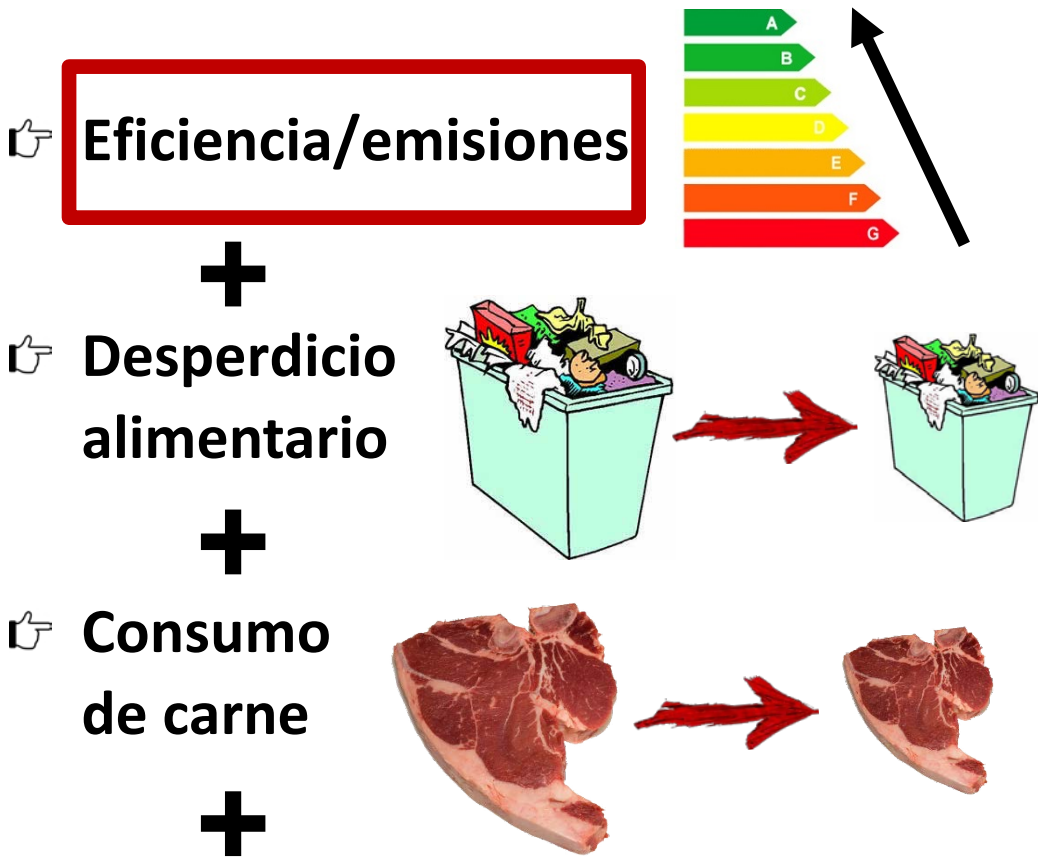 A
B
C
D
E
F
G
Eficiencia/emisiones
+
Desperdicio
alimentario
+
Consumo
de carne
+